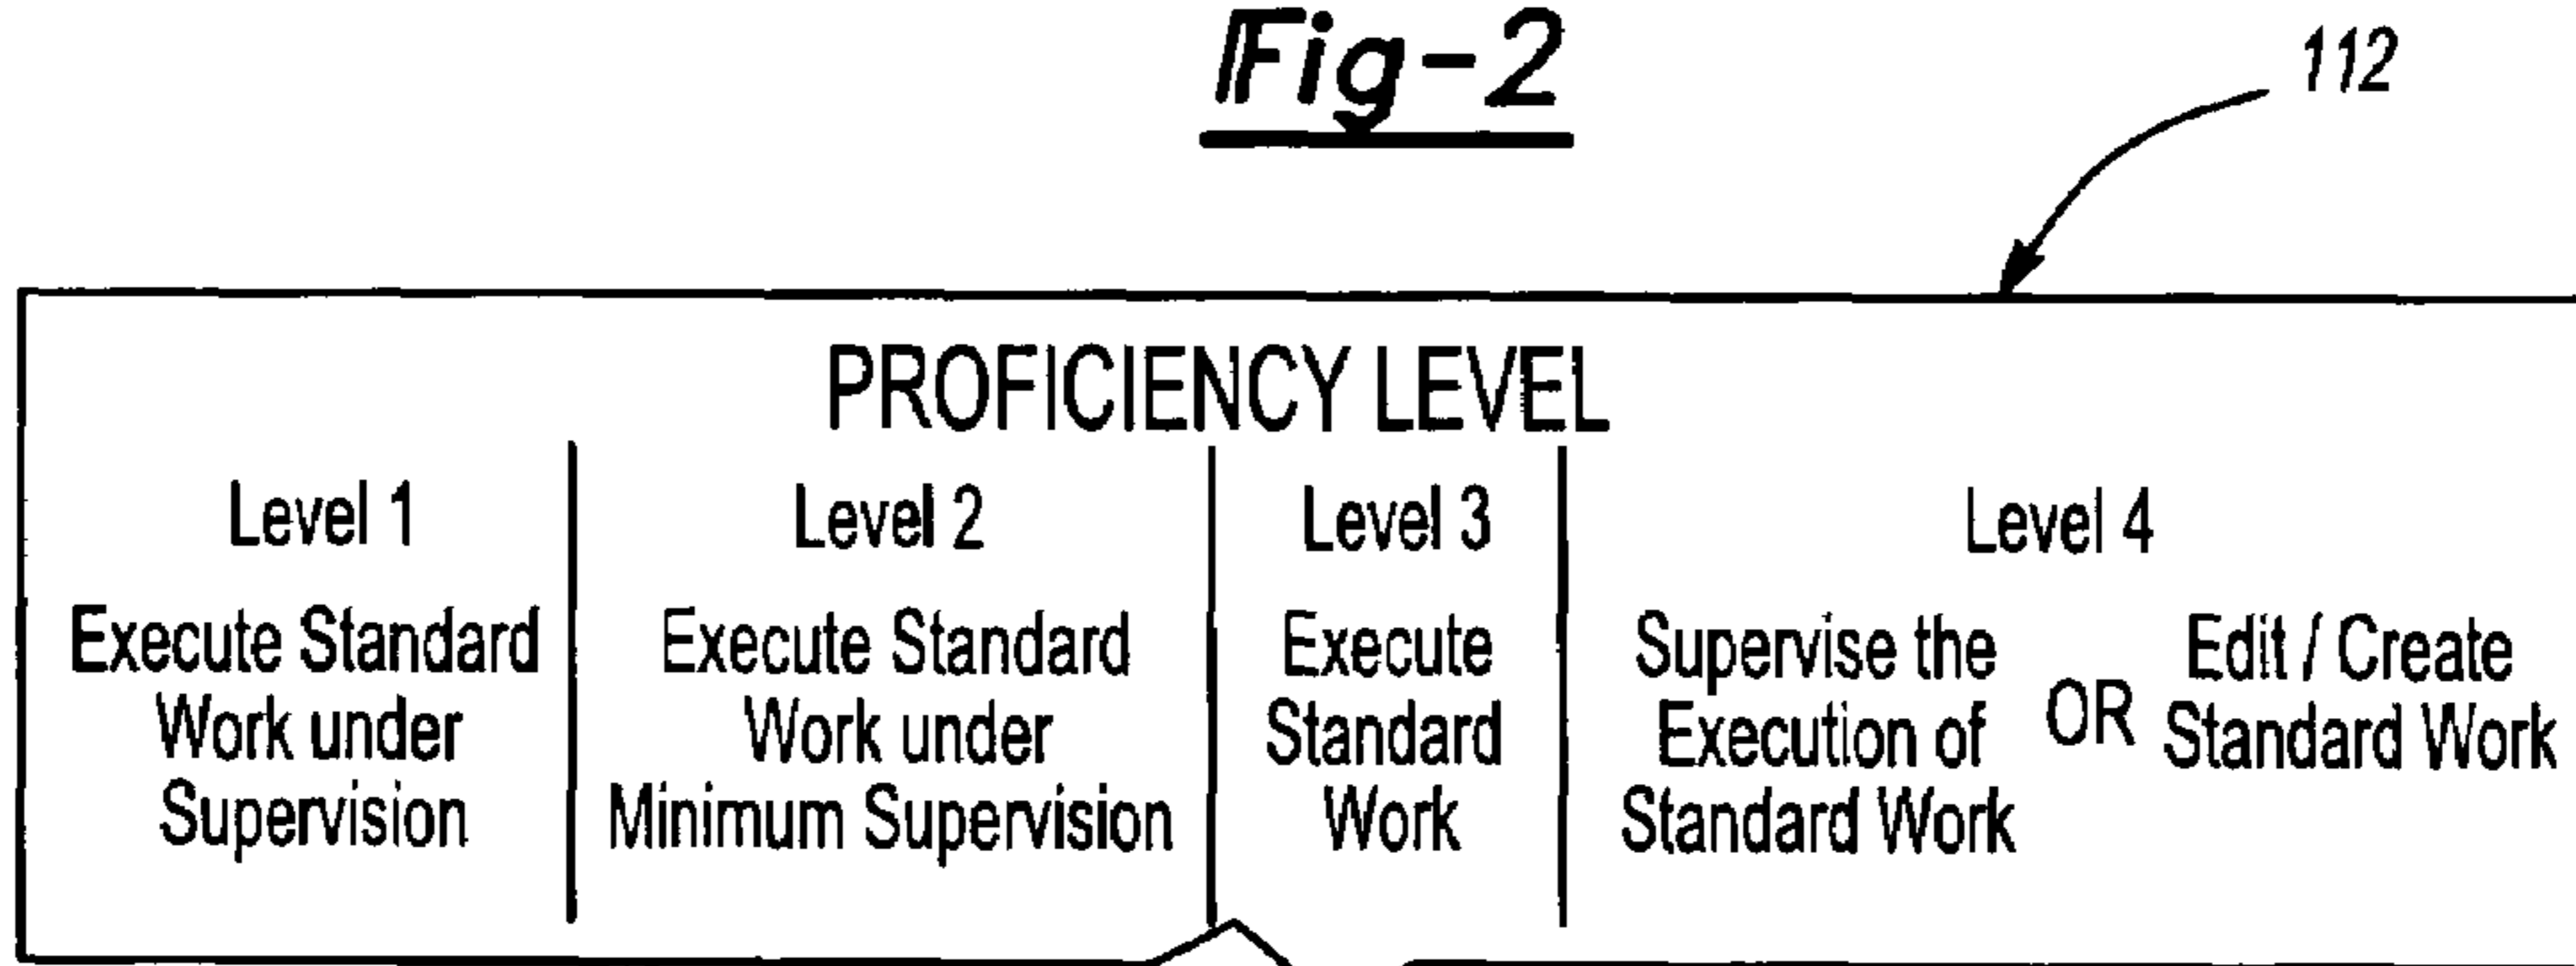 Fig-2
112
PROFICIENCY LEVEL
Level 1
Execute Standard
Work under
Supervision
Level 2
Execute Standard
Work under
Minimum Supervision
Level 3
Execute
Standard
Work
Level 4
Supervise the
Execution of
Standard Work
OR
Edit / Create
Standard Work